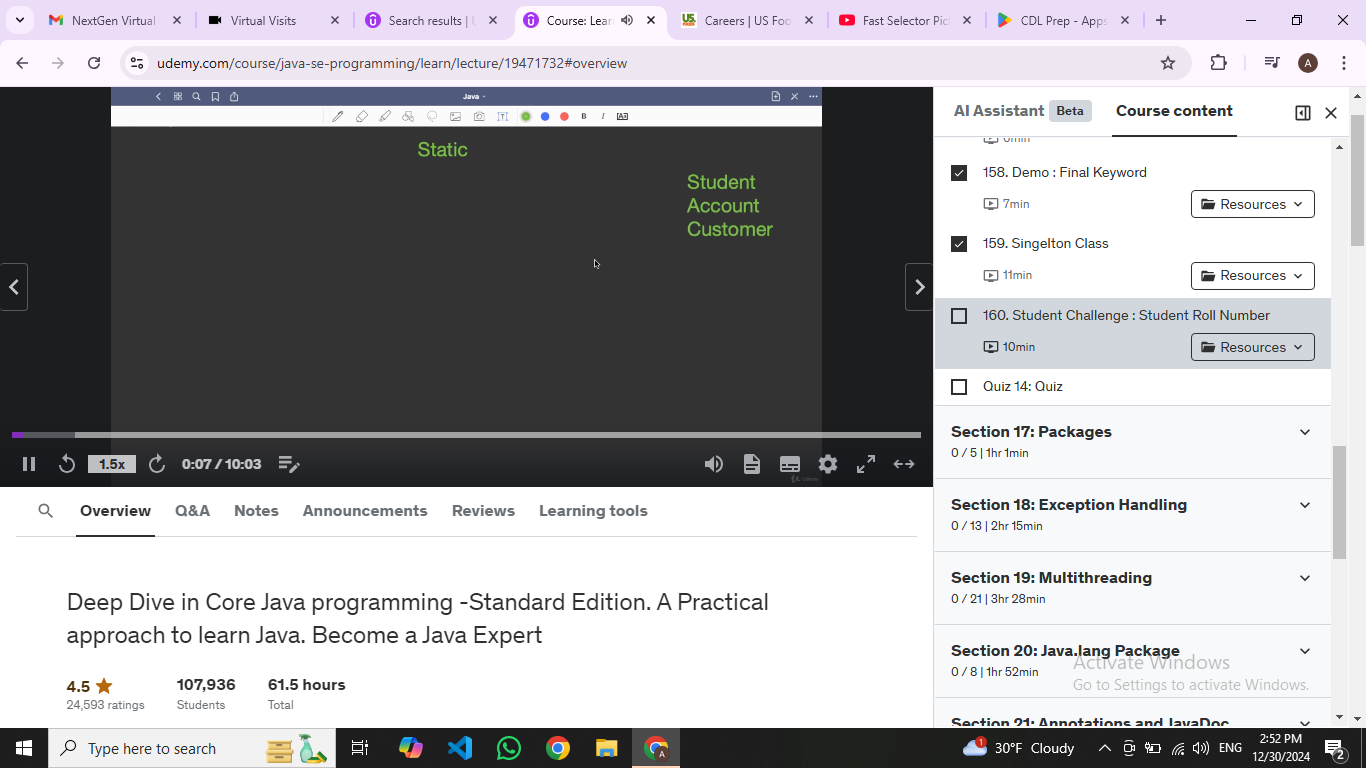 NextGen Virtual
Virtual Visits
Search results |
Course: Lear
Careers | US Foo
Fast Selector Pic
CDL Prep - Apps
udemy.com/course/java-se-programming/learn/lecture/19471732#overview
A
Java
B
I
Static
Student
Account
Customer
1.5x
0:07 / 10:03
Overview
Q&A
Notes
Announcements
Reviews
Learning tools
Deep Dive in Core Java programming -Standard Edition. A Practical
approach to learn Java. Become a Java Expert
4.5
107,936
61.5 hours
24,593 ratings
Students
Total
AI Assistant
Beta
Course content
158. Demo : Final Keyword
7min
Resources
159. Singelton Class
11min
Resources
160. Student Challenge : Student Roll Number
10min
Resources
Quiz 14: Quiz
Section 17: Packages
0 / 5 | 1hr 1min
Section 18: Exception Handling
0 / 13 | 2hr 15min
Section 19: Multithreading
0 / 21 | 3hr 28min
Section 20: Java.lang Package
0 / 8 | 1hr 52min
Activate Windows
Go to Settings to activate Windows.
Section 21: Annotations and JavaDoc
Type here to search
30°F Cloudy
ENG
2:52 PM
12/30/2024
2